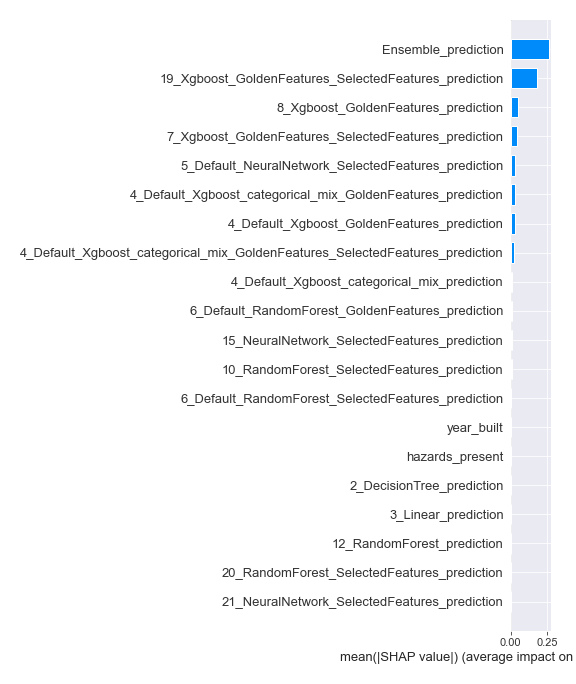 Ensemble_prediction
19_Xgboost_GoldenFeatures_SelectedFeatures_prediction
8_Xgboost_GoldenFeatures_prediction
7_Xgboost_GoldenFeatures_SelectedFeatures_prediction
5_Default_NeuralNetwork_SelectedFeatures_prediction
4_Default_Xgboost_categorical_mix_GoldenFeatures_prediction
4_Default_Xgboost_GoldenFeatures_prediction
4_Default_Xgboost_categorical_mix_GoldenFeatures_SelectedFeatures_prediction
4_Default_Xgboost_categorical_mix_prediction
6_Default_RandomForest_GoldenFeatures_prediction
15_NeuralNetwork_SelectedFeatures_prediction
10_RandomForest_SelectedFeatures_prediction
6_Default_RandomForest_SelectedFeatures_prediction
year_built
hazards_present
2_DecisionTree_prediction
3_Linear_prediction
12_RandomForest_prediction
20_RandomForest_SelectedFeatures_prediction
21_NeuralNetwork_SelectedFeatures_prediction
0.00 0.25
mean(|SHAP value|) (average impact on